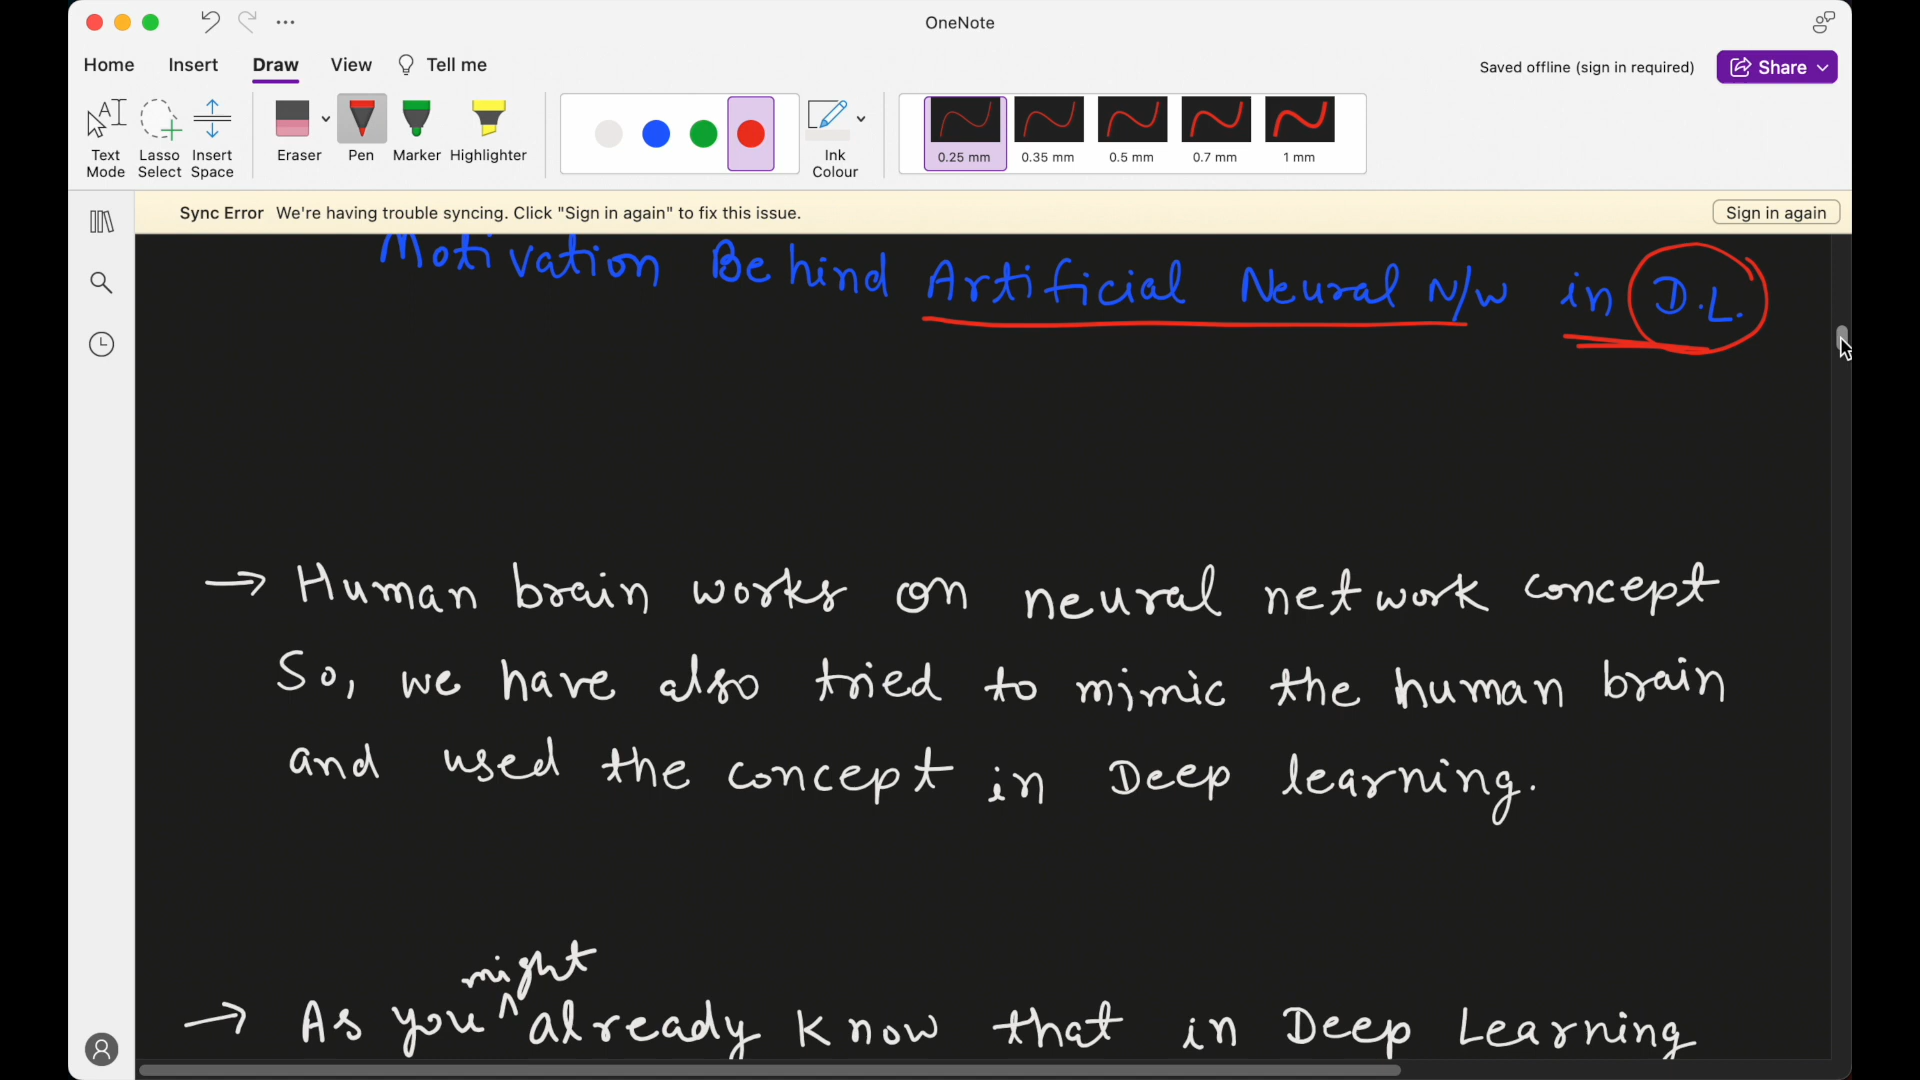 OneNote
Home Insert Draw View Tell me
Saved offline (sign in required) Share
Text Mode Lasso Select Insert Space Eraser Pen Marker Highlighter Ink Colour 0.25 mm 0.35 mm 0.5 mm 0.7 mm 1 mm
Sync Error We're having trouble syncing. Click "Sign in again" to fix this issue. Sign in again
Motivation Behind Artificial Neural N/W in D.L.
→ Human brain works on neural network concept
So, we have also tried to mimic the human brain
and used the concept in Deep learning.
might
→ As you ^ already know that in Deep Learning